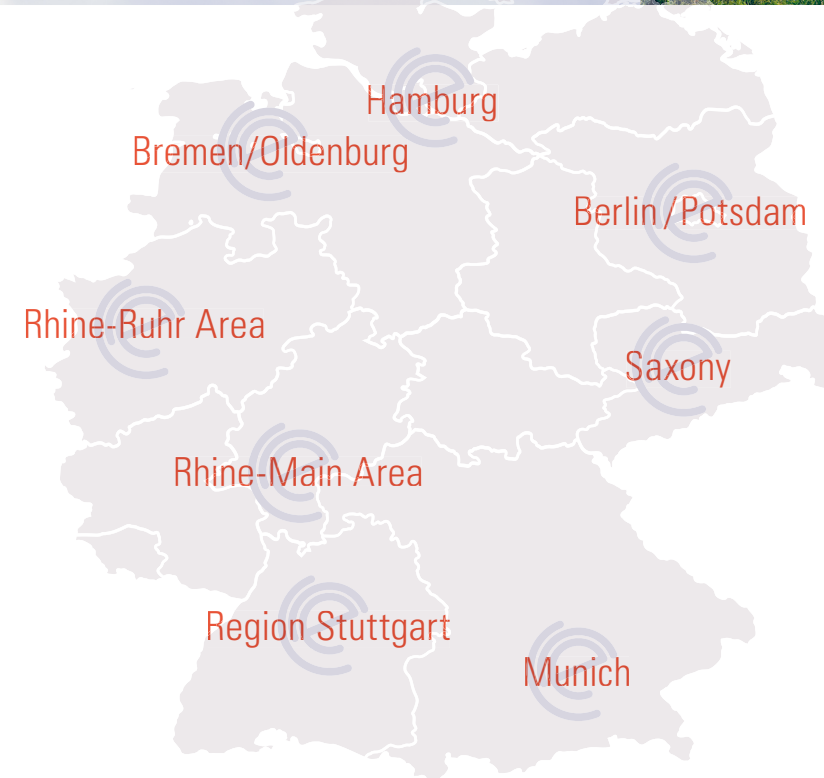 Hamburg
Bremen/Oldenburg
Berlin/Potsdam
Rhine-Ruhr Area
Saxony
Rhine-Main Area
Region Stuttgart
Munich